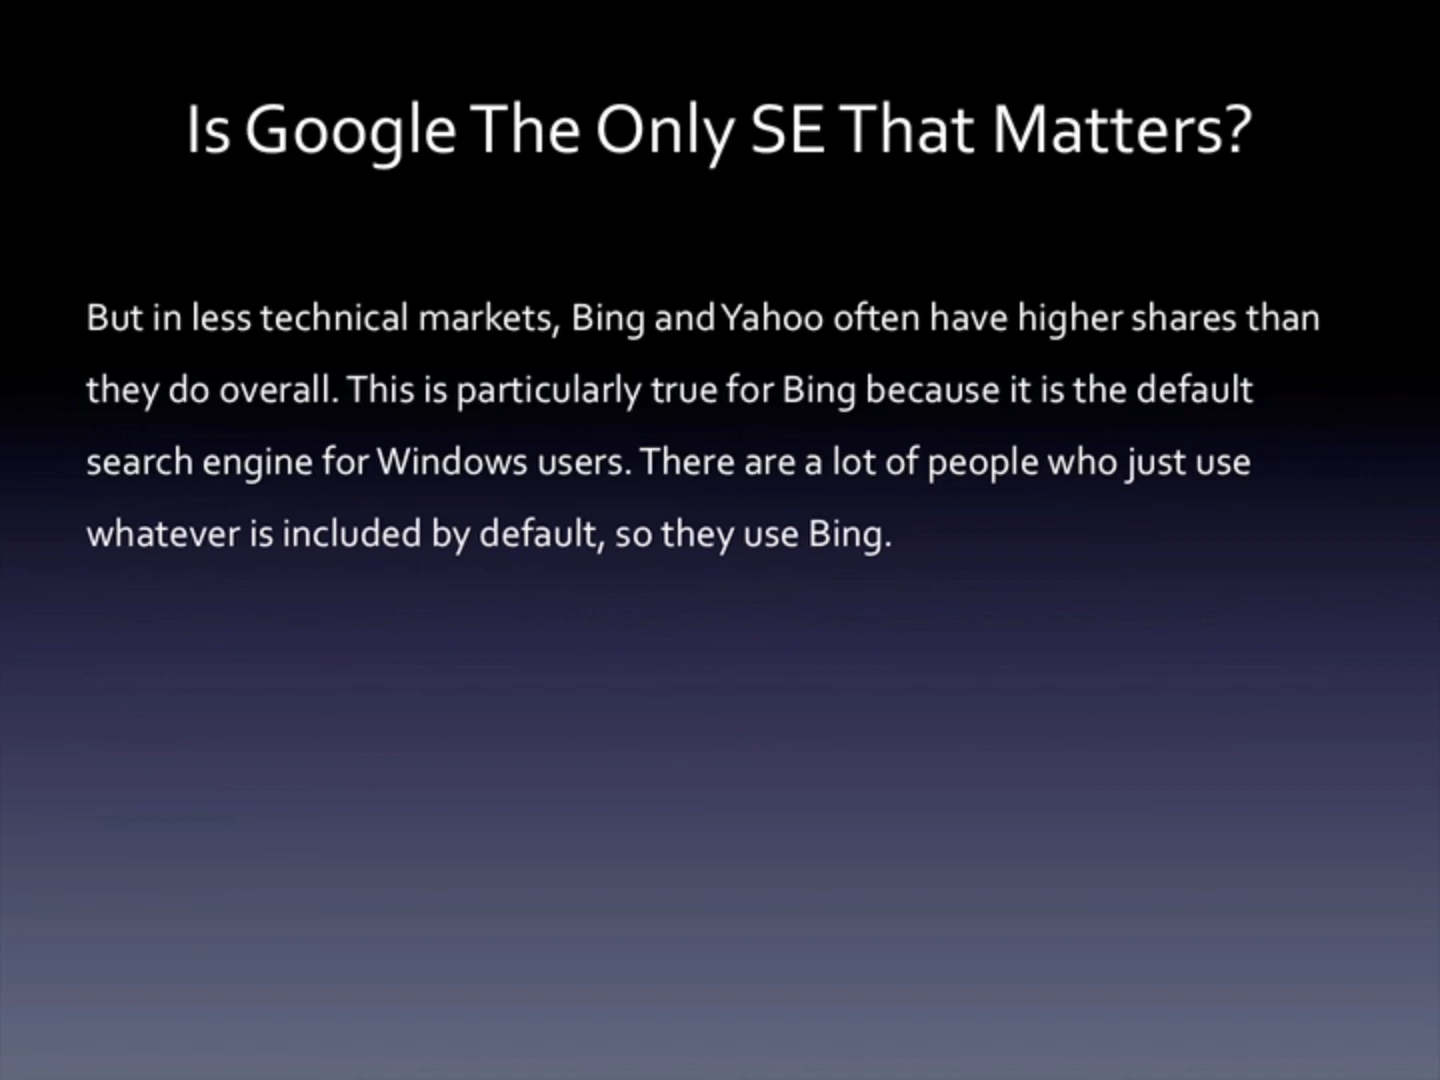 Is Google The Only SE That Matters?
But in less technical markets, Bing and Yahoo often have higher shares than
they do overall. This is particularly true for Bing because it is the default
search engine for Windows users. There are a lot of people who just use
whatever is included by default, so they use Bing.